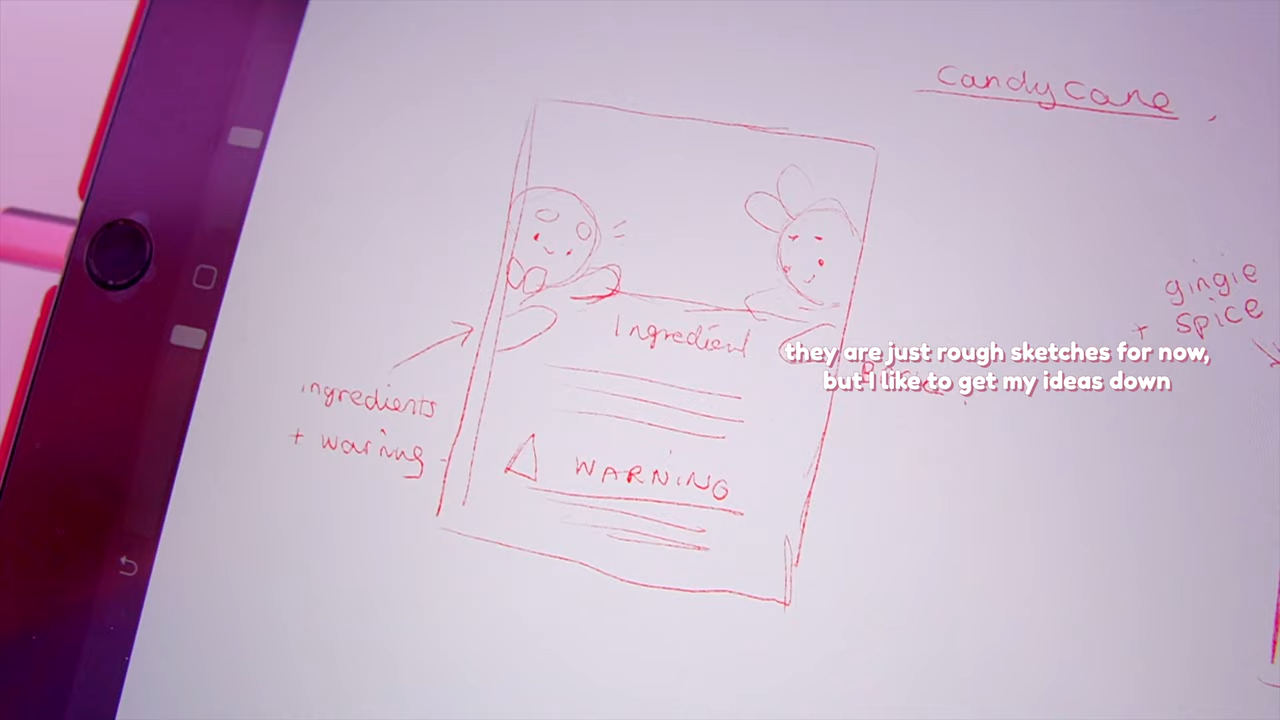 Candy Cane
gingie
+ spice
Ingredient
they are just rough sketches for now,
but I like to get my ideas down
ingredients
+ waring
WARNING